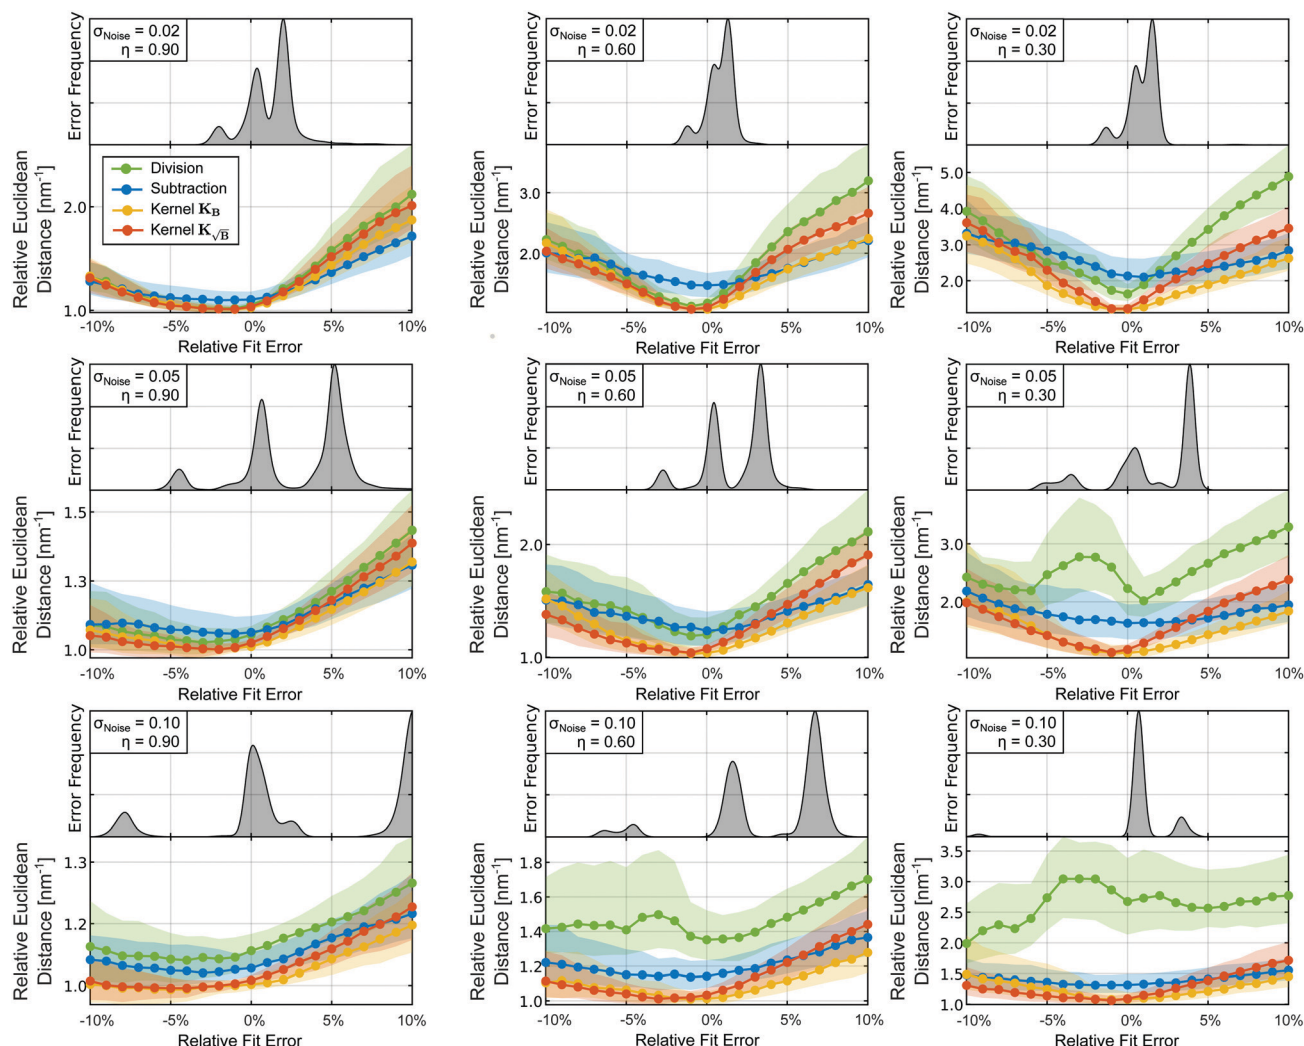 Error Frequency
σNoise = 0.02
η = 0.90
Error Frequency
σNoise = 0.02
η = 0.60
Error Frequency
σNoise = 0.02
η = 0.30
Relative Euclidean
Distance [nm-1]
2.0
1.0
Division
Subtraction
Kernel KB
Kernel K√B
-10%
-5%
0%
5%
10%
Relative Fit Error
Relative Euclidean
Distance [nm-1]
3.0
2.0
-10%
-5%
0%
5%
10%
Relative Fit Error
Relative Euclidean
Distance [nm-1]
5.0
4.0
3.0
2.0
-10%
-5%
0%
5%
10%
Relative Fit Error
Error Frequency
σNoise = 0.05
η = 0.90
Error Frequency
σNoise = 0.05
η = 0.60
Error Frequency
σNoise = 0.05
η = 0.30
Relative Euclidean
Distance [nm-1]
1.5
1.3
1.0
-10%
-5%
0%
5%
10%
Relative Fit Error
Relative Euclidean
Distance [nm-1]
2.0
1.0
-10%
-5%
0%
5%
10%
Relative Fit Error
Relative Euclidean
Distance [nm-1]
3.0
2.0
-10%
-5%
0%
5%
10%
Relative Fit Error
Error Frequency
σNoise = 0.10
η = 0.90
Error Frequency
σNoise = 0.10
η = 0.60
Error Frequency
σNoise = 0.10
η = 0.30
Relative Euclidean
Distance [nm-1]
1.3
1.2
1.0
-10%
-5%
0%
5%
10%
Relative Fit Error
Relative Euclidean
Distance [nm-1]
1.8
1.6
1.4
1.2
1.0
-10%
-5%
0%
5%
10%
Relative Fit Error
Relative Euclidean
Distance [nm-1]
3.5
3.0
2.5
2.0
1.5
1.0
-10%
-5%
0%
5%
10%
Relative Fit Error